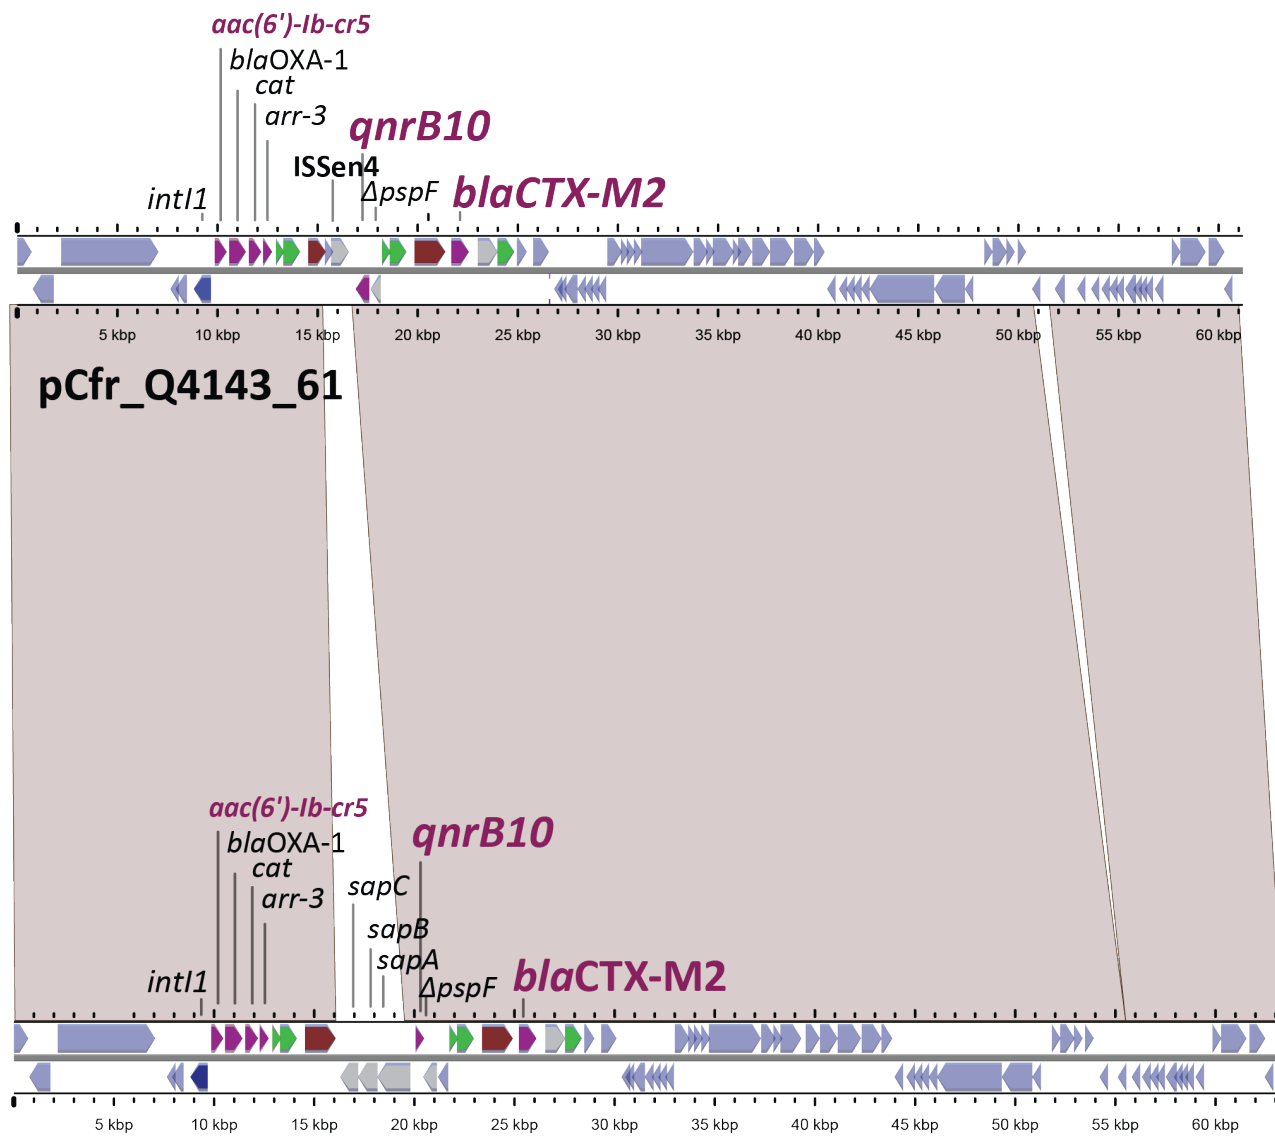 aac(6')-Ib-cr5
blaOXA-1
cat
arr-3
qnrB10
ISSen4
intI1
ΔpspF
blaCTX-M2
5 kbp 10 kbp 15 kbp 20 kbp 25 kbp 30 kbp 35 kbp 40 kbp 45 kbp 50 kbp 55 kbp 60 kbp
pCfr_Q4143_61
aac(6')-Ib-cr5
blaOXA-1
qnrB10
cat
sapC
arr-3
sapB
sapA
intI1
ΔpspF
blaCTX-M2
5 kbp 10 kbp 15 kbp 20 kbp 25 kbp 30 kbp 35 kbp 40 kbp 45 kbp 50 kbp 55 kbp 60 kbp